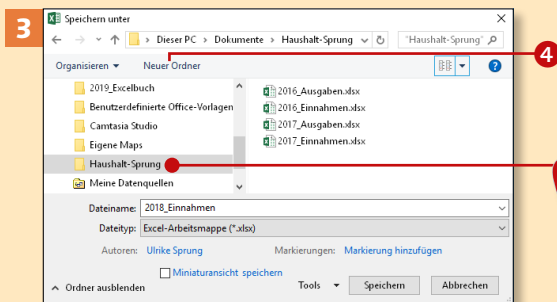 3
Speichern unter
Dieser PC > Dokumente > Haushalt-Sprung
"Haushalt-Sprung"
Organisieren
Neuer Ordner
4
2019_Excelbuch
Benutzerdefinierte Office-Vorlagen
Camtasia Studio
Eigene Maps
Haushalt-Sprung
Meine Datenquellen
2016_Ausgaben.xlsx
2016_Einnahmen.xlsx
2017_Ausgaben.xlsx
2017_Einnahmen.xlsx
Dateiname: 2018_Einnahmen
Dateityp: Excel-Arbeitsmappe (*.xlsx)
Autoren: Ulrike Sprung Markierungen: Markierung hinzufügen
Miniaturansicht speichern
Ordner ausblenden Tools Speichern Abbrechen